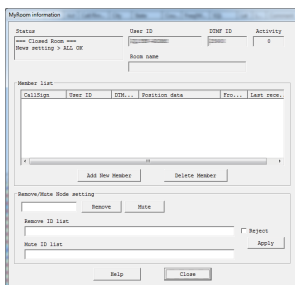 MyRoom information
Status User ID DTMF ID Activity
=== Closed Room === 0
News setting > ALL OK
Room name
Member list
CallSign User ID DTM... Position data Fro... Last rece.
Add New Member Delete Member
Remove/Mute Node setting
Remove Mute
Remove ID list
Reject
Mute ID list Apply
Help Close